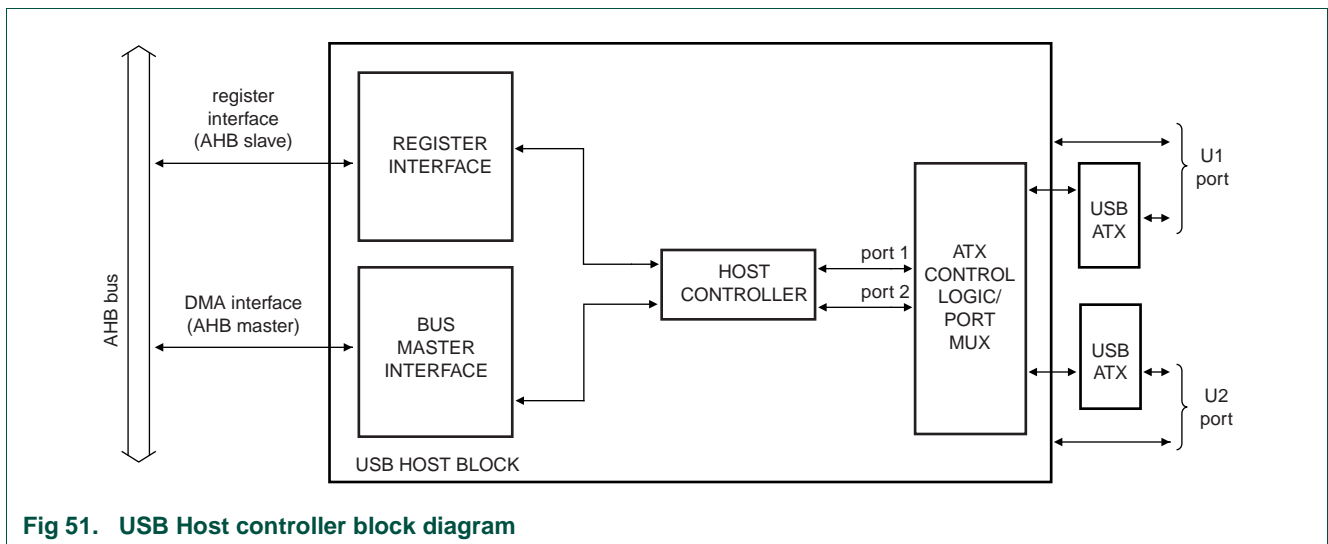 register
interface
(AHB slave)
REGISTER
INTERFACE
AHB bus
DMA interface
(AHB master)
BUS
MASTER
INTERFACE
USB HOST BLOCK
HOST
CONTROLLER
port 1
port 2
ATX
CONTROL
LOGIC/
PORT
MUX
USB
ATX
U1
port
USB
ATX
U2
port
Fig 51. USB Host controller block diagram